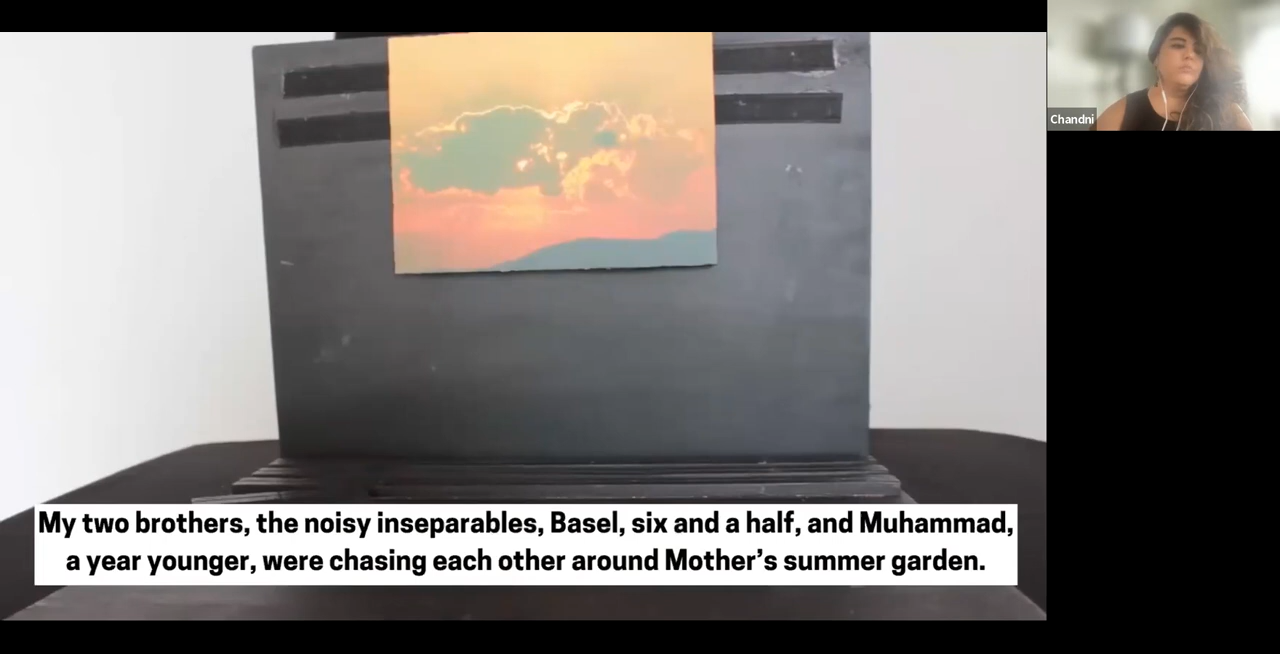 Chandni
My two brothers, the noisy inseparables, Basel, six and a half, and Muhammad,
a year younger, were chasing each other around Mother’s summer garden.